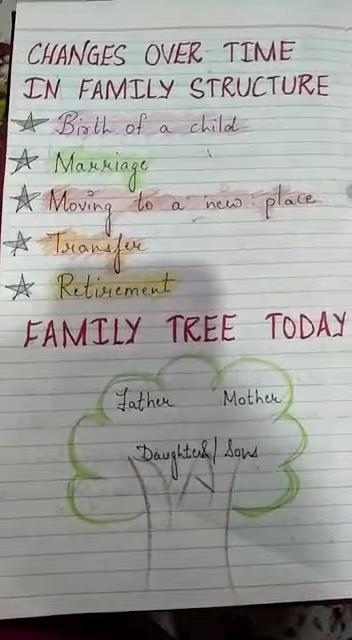 CHANGES OVER TIME
IN FAMILY STRUCTURE
Birth of a child
Marriage
Moving to a new place
Transfer
Retirement
FAMILY TREE TODAY
Father Mother
Daughters/Sons